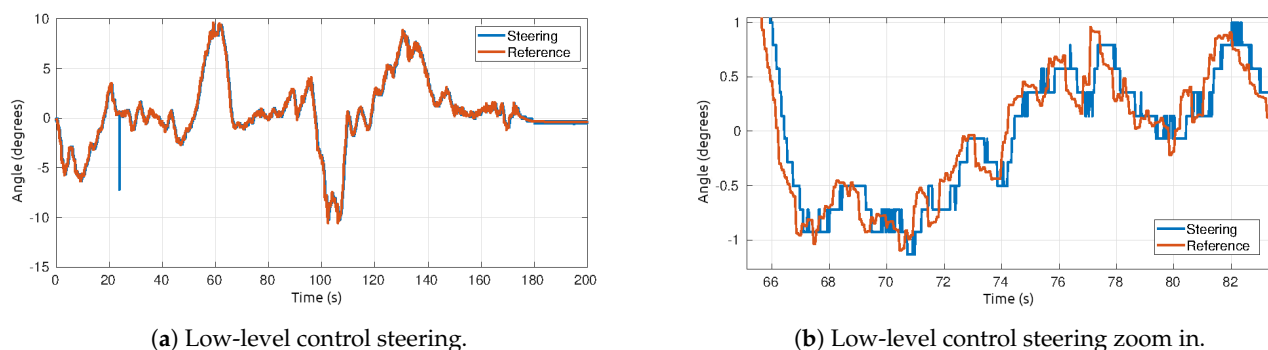 10
5
0
-5
-10
-15
Angle (degrees)
0 20 40 60 80 100 120 140 160 180 200
Time (s)
Steering
Reference
(a) Low-level control steering.
1
0.5
0
-0.5
-1
Angle (degrees)
66 68 70 72 74 76 78 80 82
Time (s)
Steering
Reference
(b) Low-level control steering zoom in.